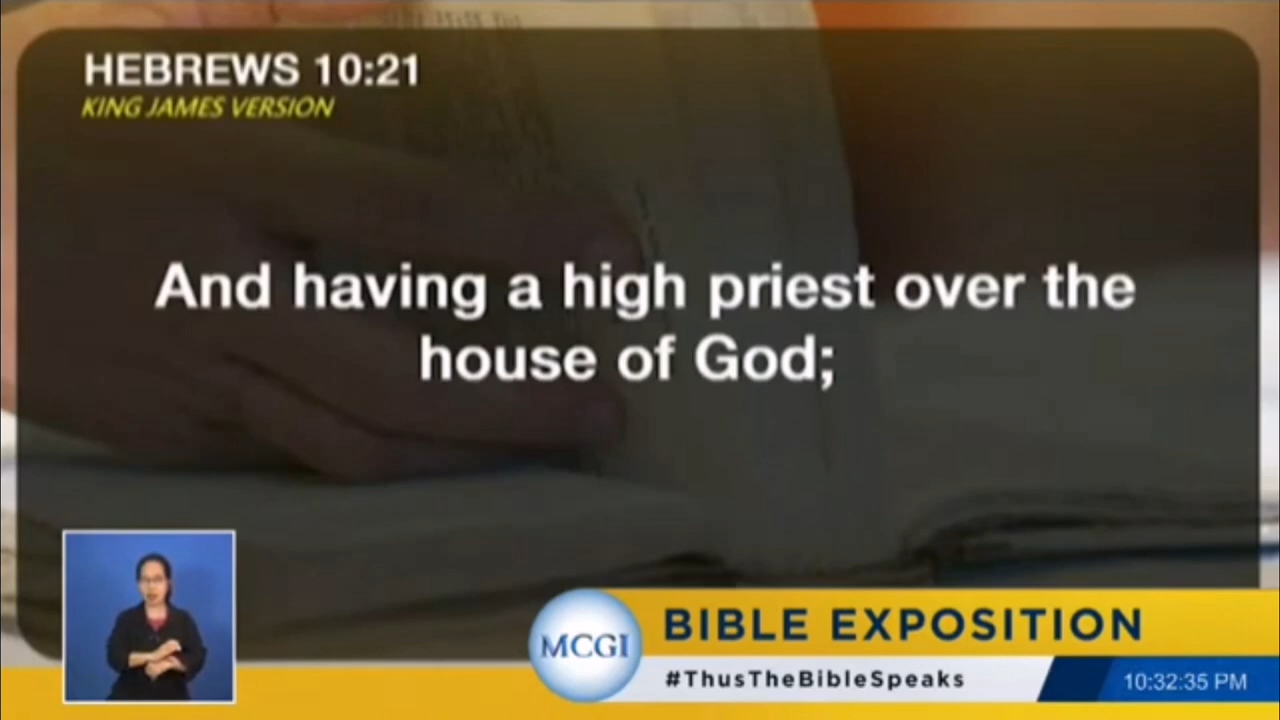 HEBREWS 10:21
KING JAMES VERSION
And having a high priest over the
house of God;
MCGI
BIBLE EXPOSITION
#ThusTheBibleSpeaks
10:32:35 PM